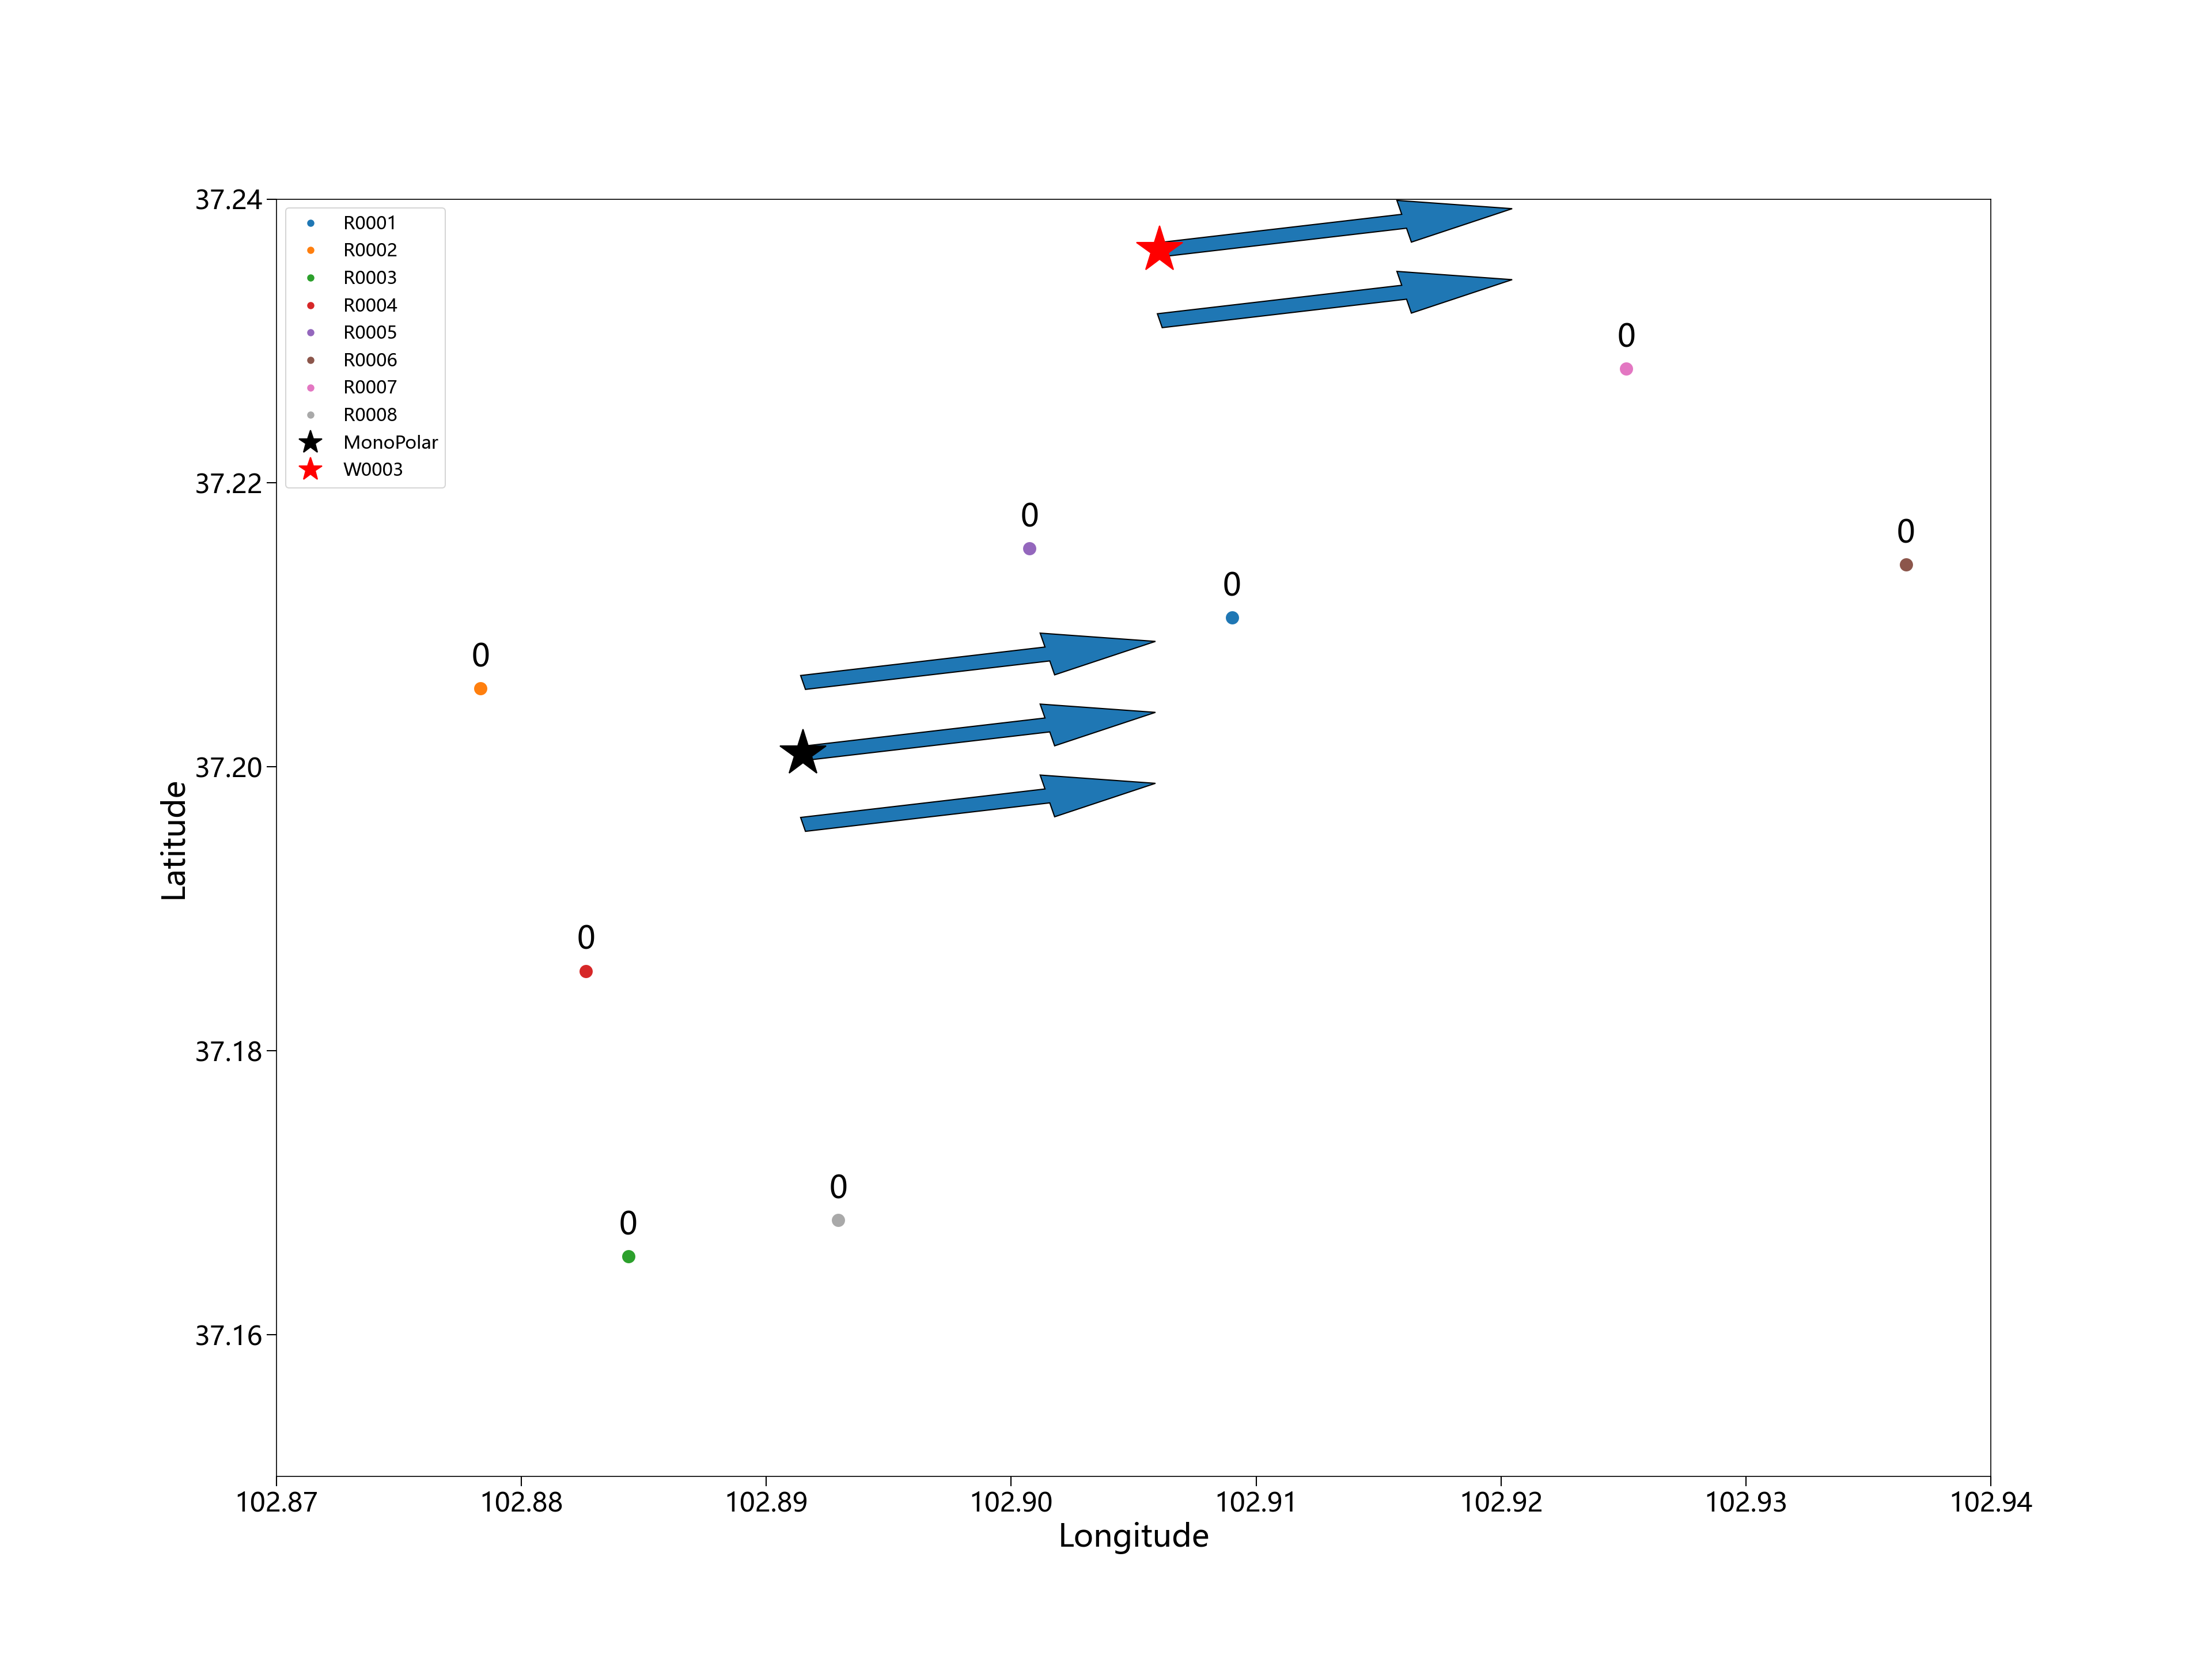 37.24
R0001
R0002
R0003
R0004
R0005
R0006
R0007
R0008
MonoPolar
W0003
0
37.22
0
0
0
0
37.20
Latitude
0
37.18
0
0
37.16
102.87 102.88 102.89 102.90 102.91 102.92 102.93 102.94
Longitude